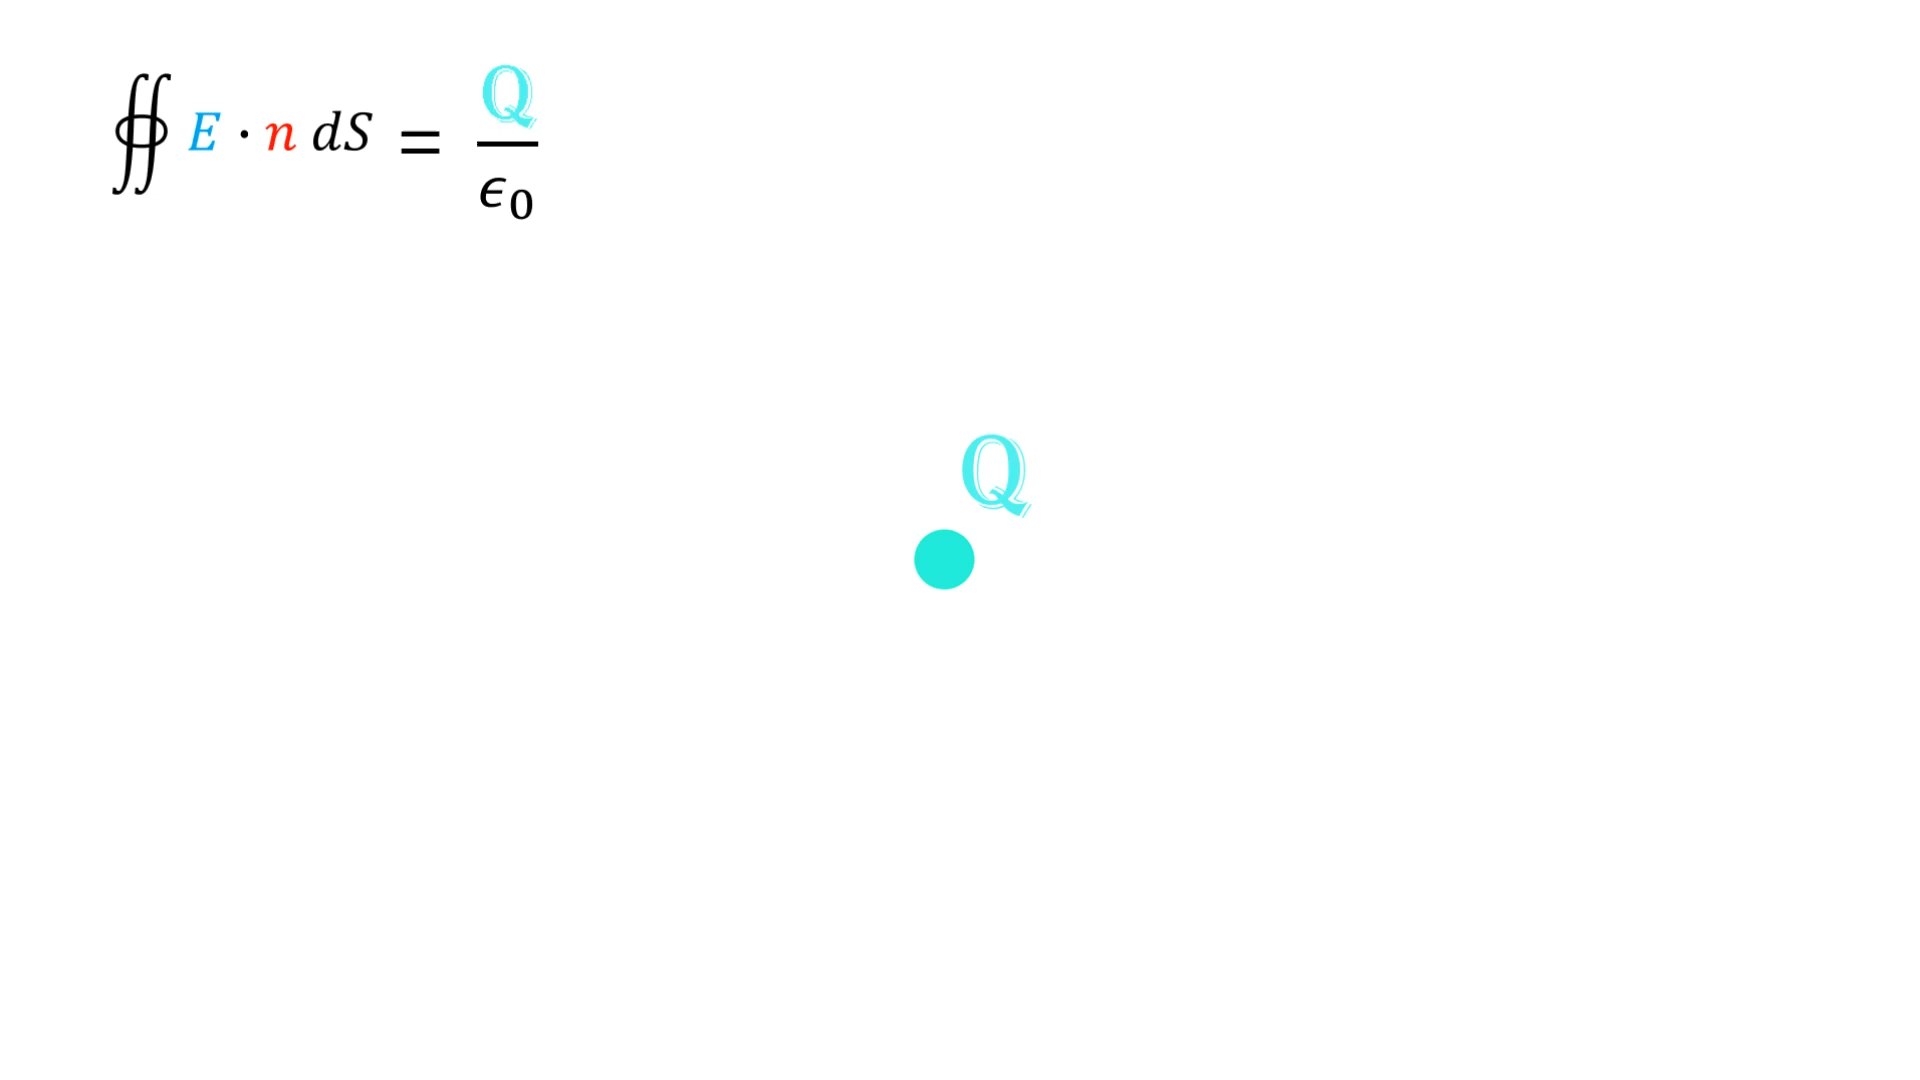 ∯ E · n dS = Q / ϵ₀
Q